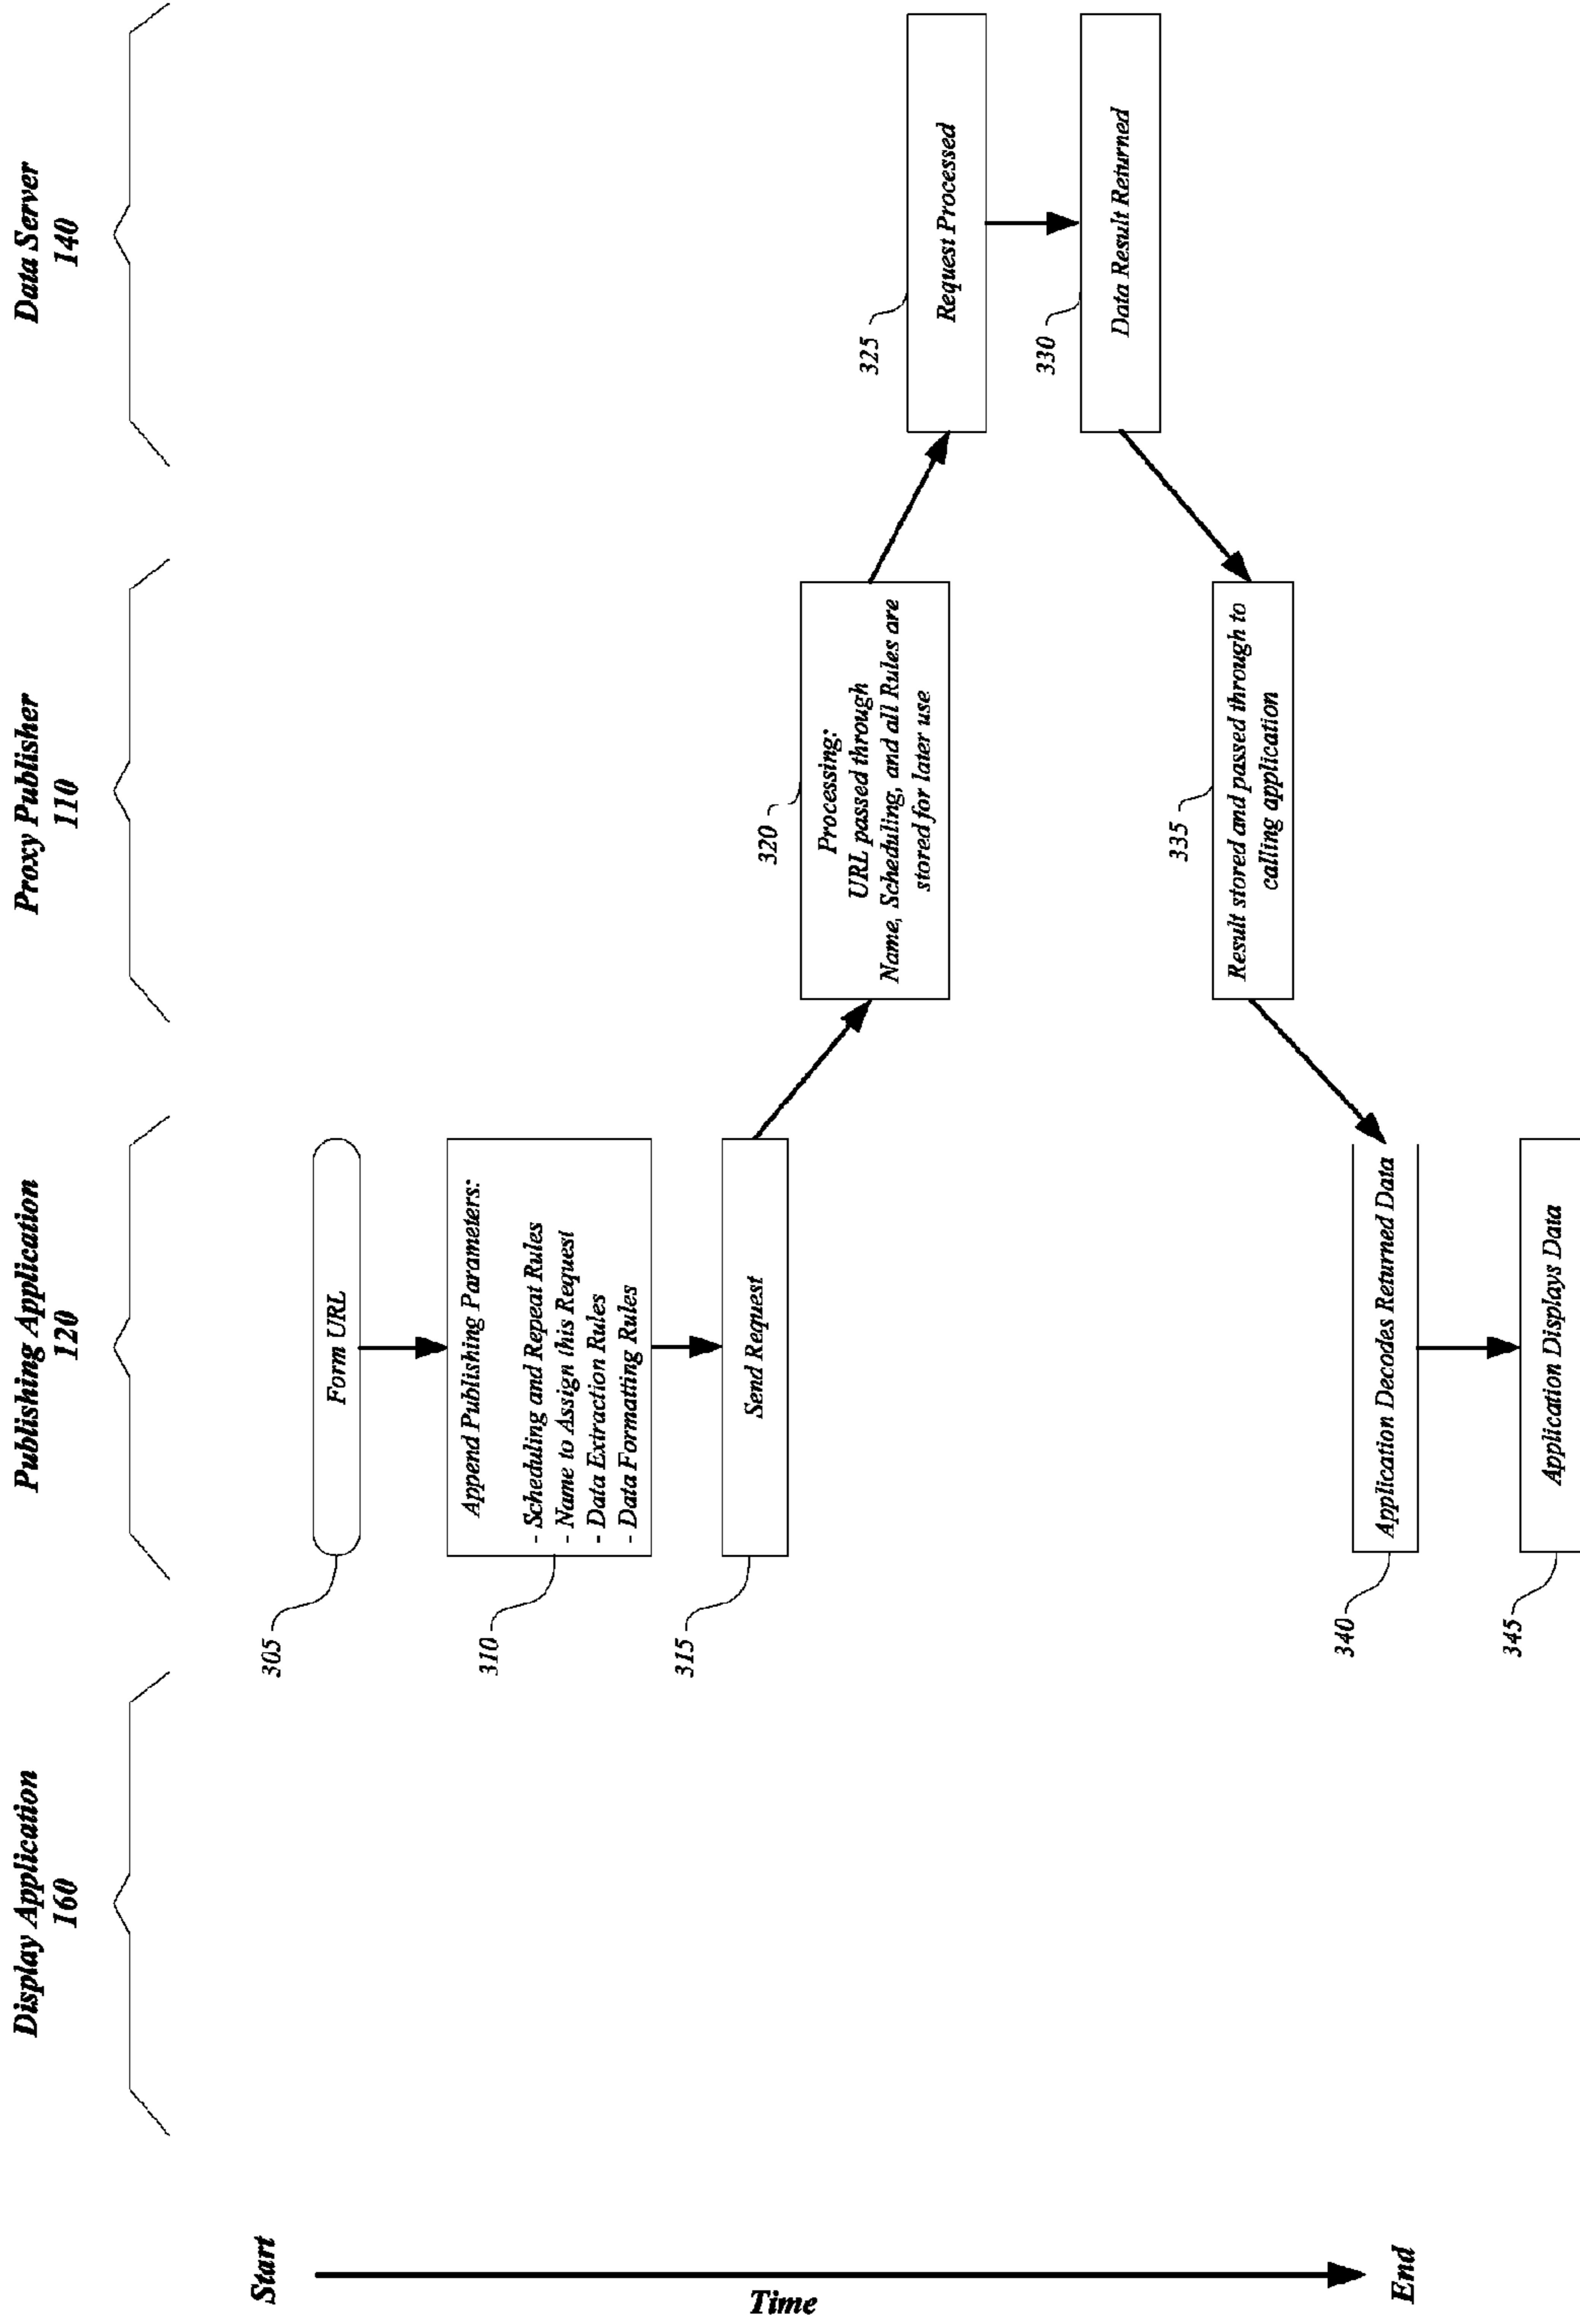 Display Application
160
Publishing Application
120
Proxy Publisher
110
Data Server
140
Start
Time
End
305
Form URL
310
Append Publishing Parameters:
- Scheduling and Repeat Rules
- Name to Assign this Request
- Data Extraction Rules
- Data Formatting Rules
315
Send Request
320
Processing:
URL passed through
Name, Scheduling, and all Rules are
stored for later use
325
Request Processed
330
Data Result Returned
335
Result stored and passed through to
calling application
340
Application Decodes Returned Data
345
Application Displays Data